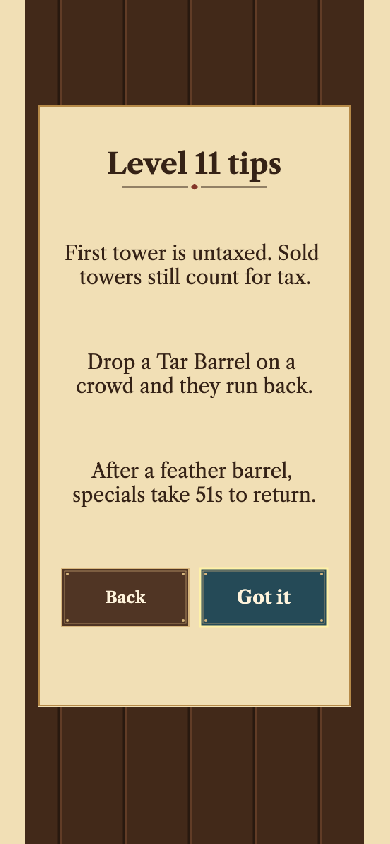 Level 11 tips
First tower is untaxed. Sold
towers still count for tax.
Drop a Tar Barrel on a
crowd and they run back.
After a feather barrel,
specials take 51s to return.
Back
Got it